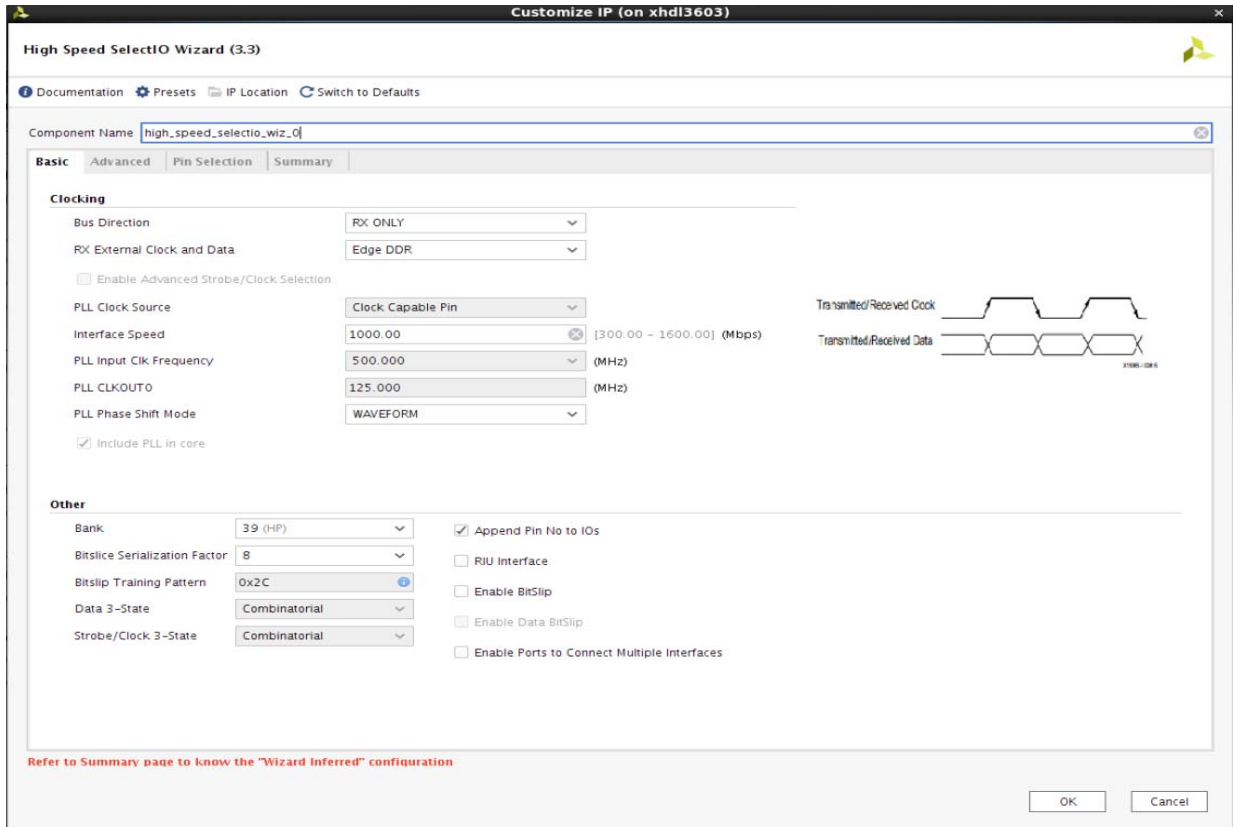 Customize IP (on xhdl3603)
High Speed SelectIO Wizard (3.3)
Documentation Presets IP Location Switch to Defaults
Component Name high_speed_selectio_wiz_0
Basic Advanced Pin Selection Summary
Clocking
Bus Direction RX ONLY
RX External Clock and Data Edge DDR
Enable Advanced Strobe/Clock Selection
PLL Clock Source Clock Capable Pin
Interface Speed 1000.00 [300.00 - 1600.00] (Mbps)
PLL Input Clk Frequency 500.000 (MHz)
PLL CLKOUT0 125.000 (MHz)
PLL Phase Shift Mode WAVEFORM
Include PLL in core
Transmitted/Received Clock
Transmitted/Received Data
Other
Bank 39 (HP)
Append Pin No to IOs
Bitslice Serialization Factor 8
RIU Interface
Bitslip Training Pattern 0x2C
Enable BitSlip
Data 3-State Combinatorial
Enable Data BitSlip
Strobe/Clock 3-State Combinatorial
Enable Ports to Connect Multiple Interfaces
Refer to Summary page to know the "Wizard Inferred" configuration
OK Cancel